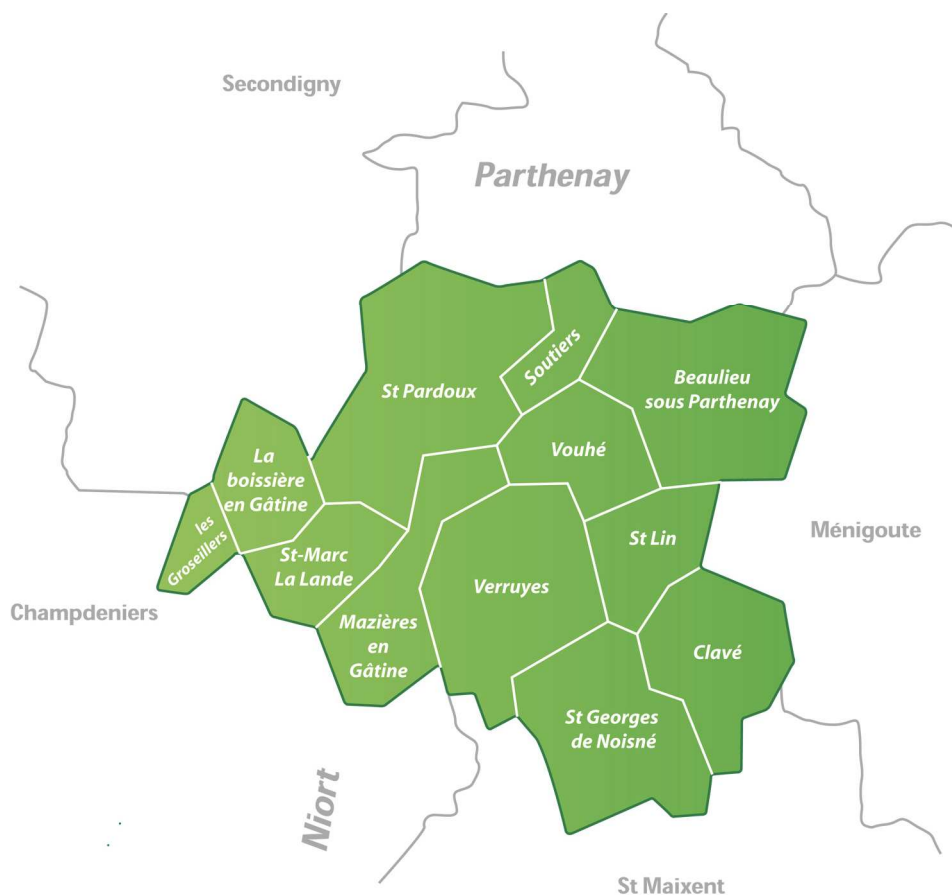 Secondigny
Parthenay
Soutiers
St Pardoux
Beaulieu
sous Parthenay
Vouhé
La
boissière
en Gâtine
les
Groseillers
St-Marc
La Lande
St Lin
Ménigoute
Verruyes
Champdeniers
Mazières
en
Gâtine
Clavé
St Georges
de Noisné
Niort
St Maixent